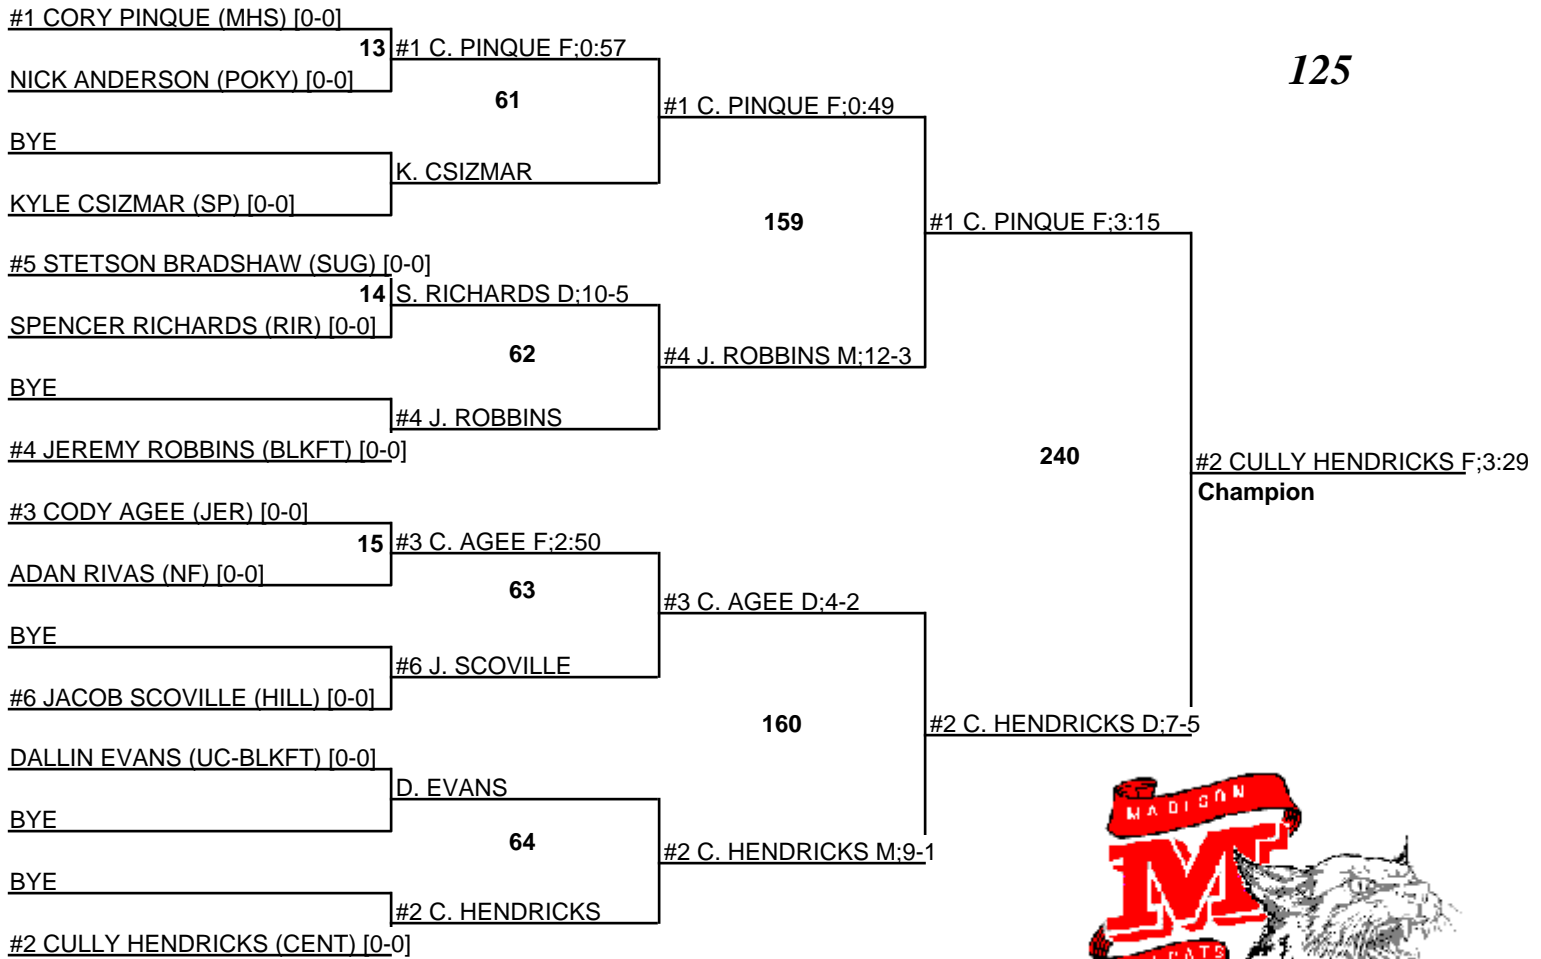 #1 CORY PINQUE (MHS) [0-0]
13 #1 C. PINQUE F;0:57
125
NICK ANDERSON (POKY) [0-0]
61
#1 C. PINQUE F;0:49
BYE
K. CSIZMAR
KYLE CSIZMAR (SP) [0-0]
159
#1 C. PINQUE F;3:15
#5 STETSON BRADSHAW (SUG) [0-0]
14 S. RICHARDS D;10-5
SPENCER RICHARDS (RIR) [0-0]
62
#4 J. ROBBINS M;12-3
BYE
#4 J. ROBBINS
#4 JEREMY ROBBINS (BLKFT) [0-0]
240
#2 CULLY HENDRICKS F;3:29
Champion
#3 CODY AGEE (JER) [0-0]
15 #3 C. AGEE F;2:50
ADAN RIVAS (NF) [0-0]
63
#3 C. AGEE D;4-2
BYE
#6 J. SCOVILLE
#6 JACOB SCOVILLE (HILL) [0-0]
160
#2 C. HENDRICKS D;7-5
DALLIN EVANS (UC-BLKFT) [0-0]
D. EVANS
BYE
64
#2 C. HENDRICKS M;9-1
BYE
#2 C. HENDRICKS
#2 CULLY HENDRICKS (CENT) [0-0]
MADISON
M